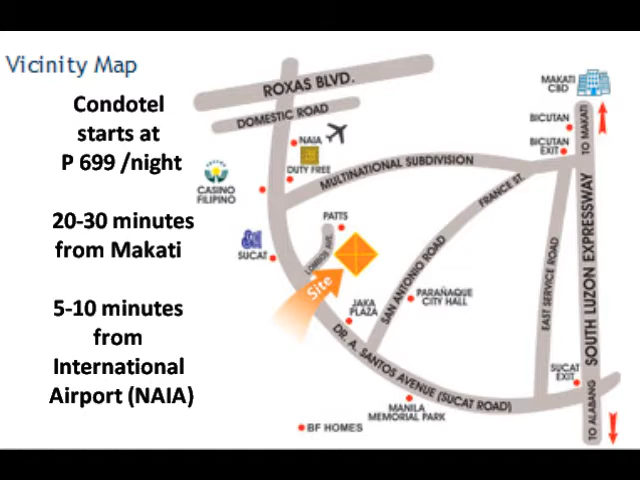 Vicinity Map
Condotel
starts at
P 699 /night
20-30 minutes
from Makati
5-10 minutes
from
International
Airport (NAIA)
ROXAS BLVD.
DOMESTIC ROAD
NAIA
DUTY FREE
CASINO
FILIPINO
MULTINATIONAL SUBDIVISION
MAKATI
CBD
BICUTAN
BICUTAN
EXIT
TO MAKATI
FRANCE ST.
PATTS
SM
SUCAT
LOMBOS AVE.
Site
SAN ANTONIO ROAD
PARAÑAQUE
CITY HALL
JAKA
PLAZA
EAST SERVICE ROAD
SOUTH LUZON EXPRESSWAY
DR. A. SANTOS AVENUE (SUCAT ROAD)
SUCAT
EXIT
TO ALABANG
MANILA
MEMORIAL PARK
BF HOMES